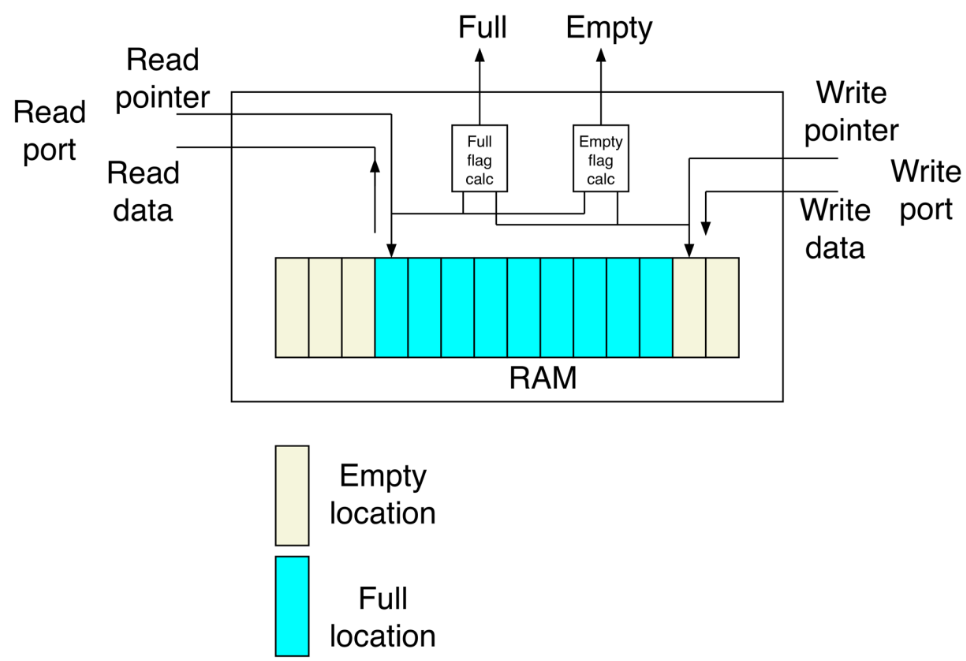 Full
Empty
Read
pointer
Read
port
Read
data
Full
flag
calc
Empty
flag
calc
Write
pointer
Write
port
Write
data
RAM
Empty
location
Full
location